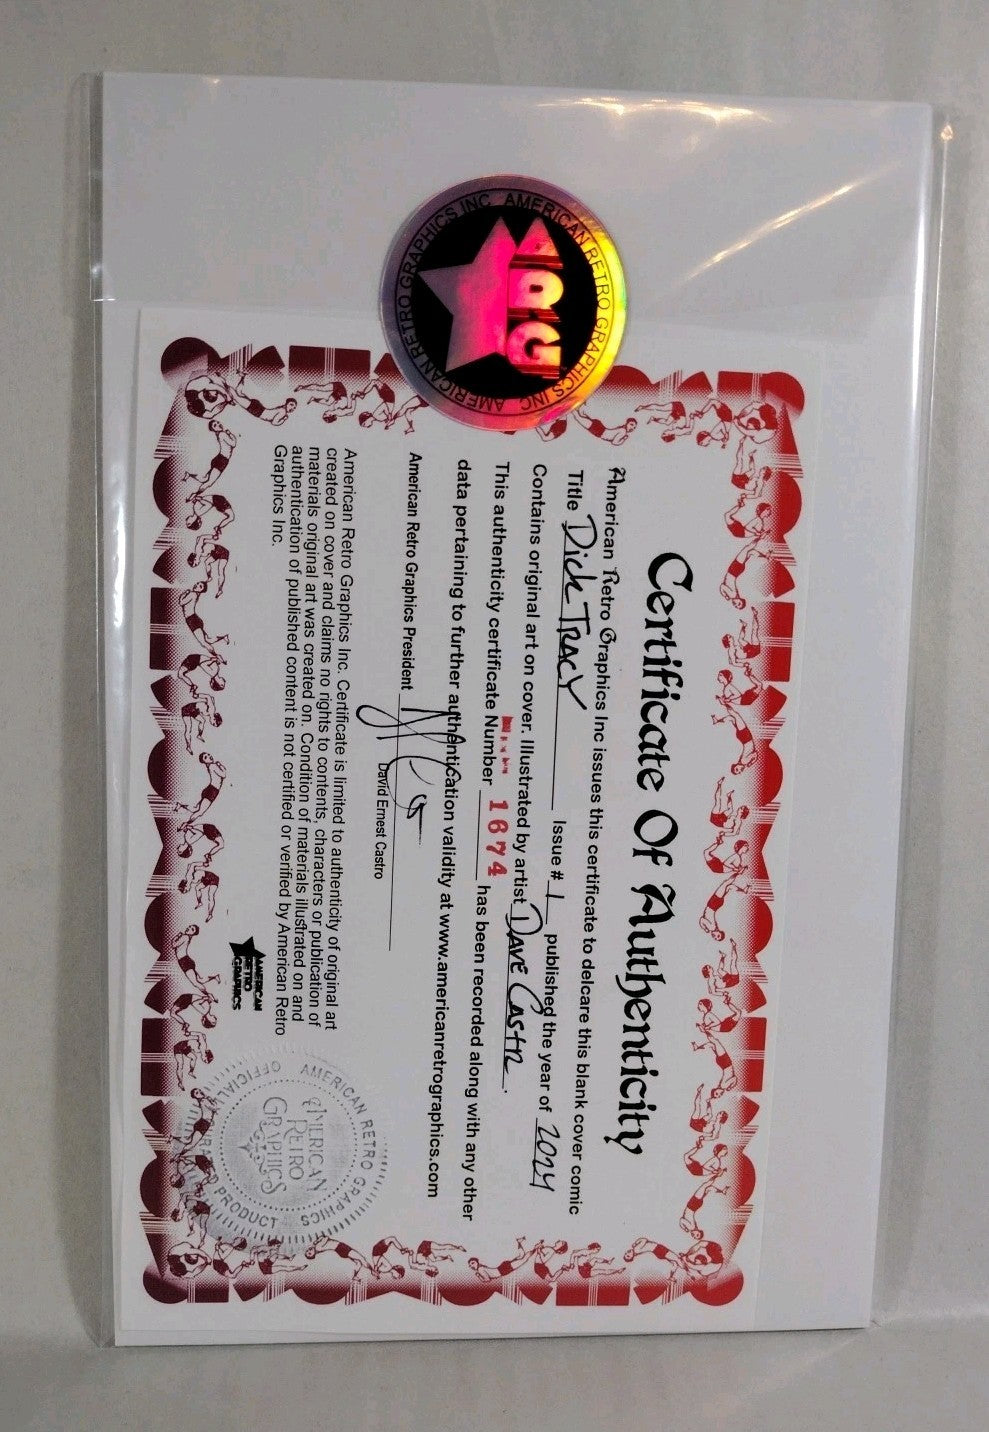 AMERICAN RETRO GRAPHICS INC. AMERICAN RETRO GRAPHICS INC.
ARG
Certificate Of Authenticity
American Retro Graphics Inc issues this certificate to delcare this blank cover comic
Title Dick TRACY Issue # 1 published the year of 2024
Contains original art on cover. Illustrated by artist DAVE CASTR.
This authenticity certificate Number 1674 has been recorded along with any other
data pertaining to further authentication validity at www.americanretrographics.com
American Retro Graphics President
David Ernest Castro
American Retro Graphics Inc. Certificate is limited to authenticity of original art
created on cover and claims no rights to contents, characters or publication of
materials original art was created on. Condition of materials illustrated on and
authentication of published content is not certified or verified by American Retro
Graphics Inc.
AMERICAN
RETRO
GRAPHICS
AMERICAN RETRO GRAPHICS
OFFICIAL PRODUCT
AMERICAN
RETRO
GRAPHICS